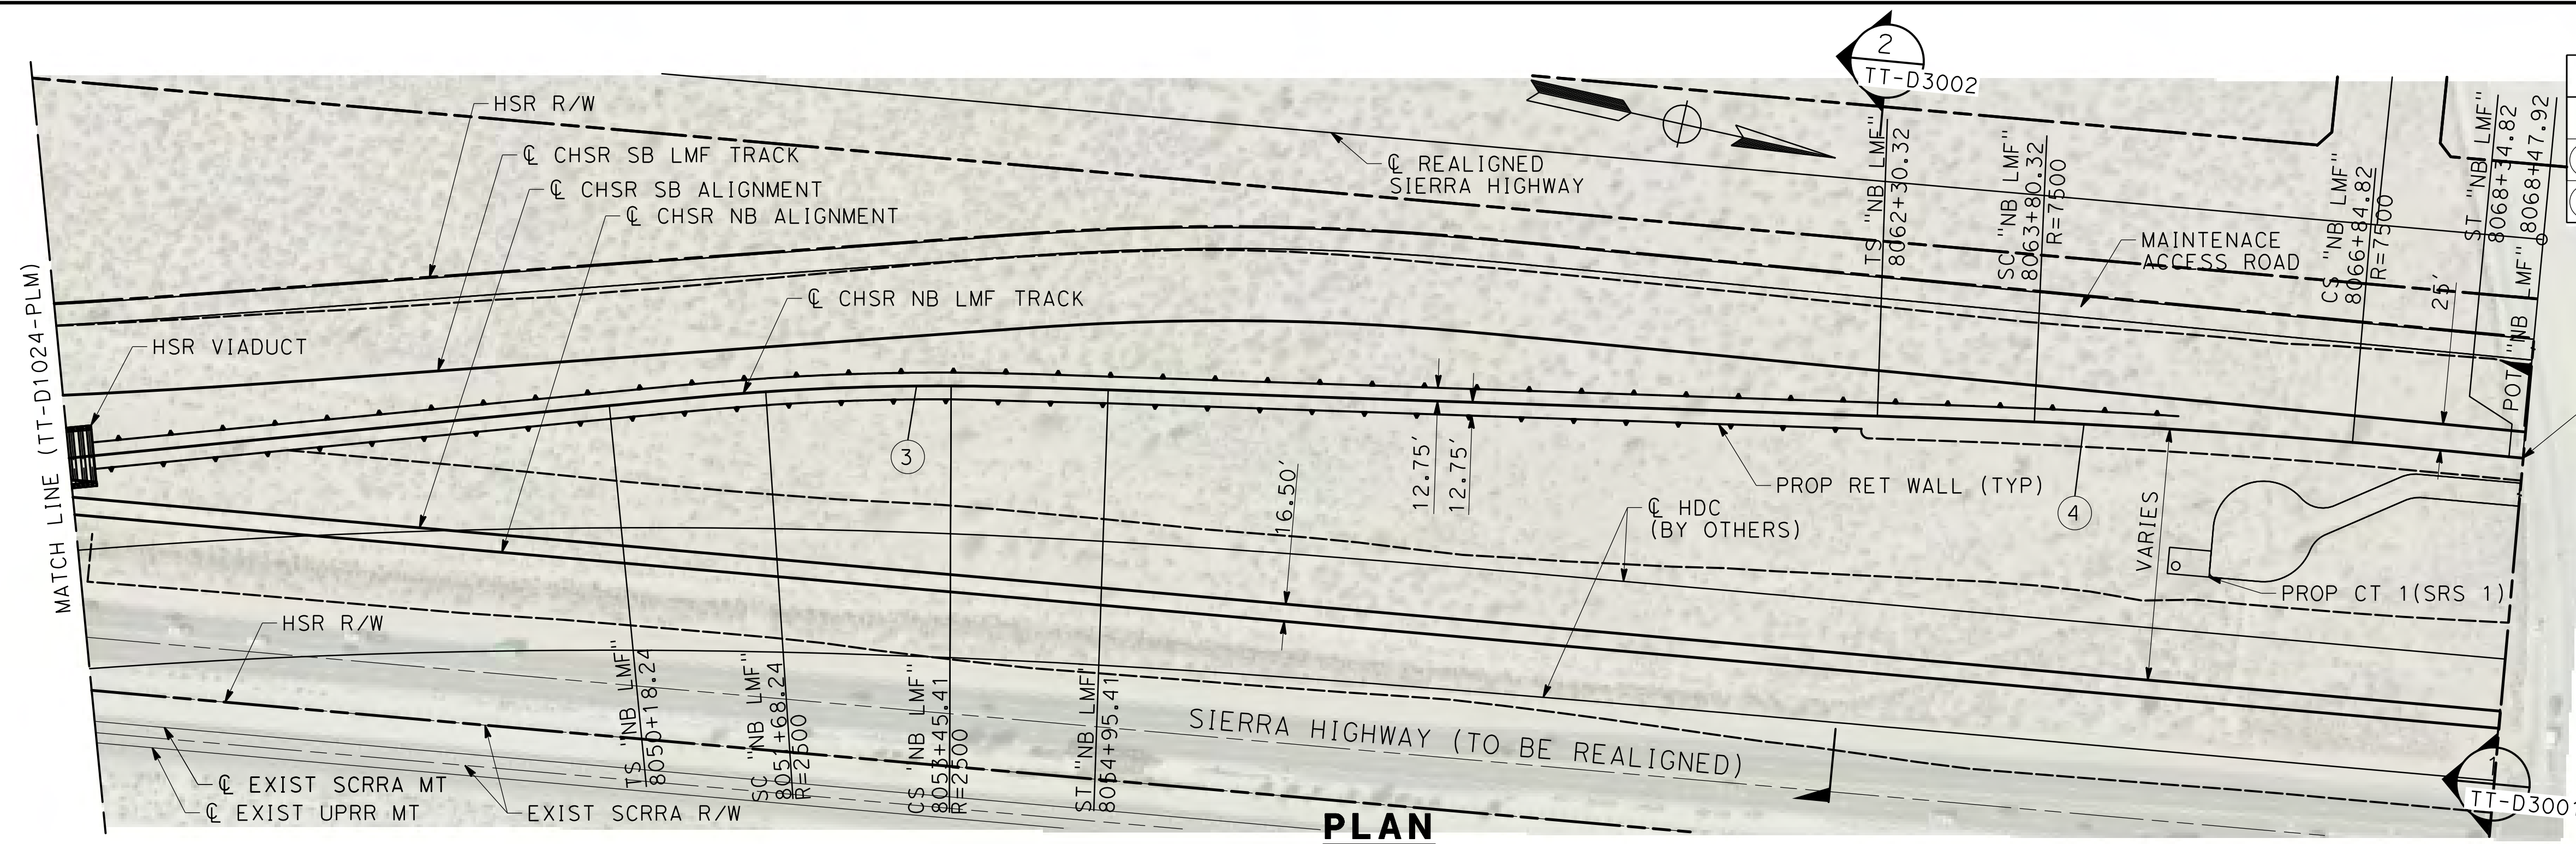 2
TT-D3002
HSR R/W
℄ CHSR SB LMF TRACK
℄ CHSR SB ALIGNMENT
℄ CHSR NB ALIGNMENT
℄ REALIGNED
SIERRA HIGHWAY
TS "NB LMF"
8062+30.32
SC "NB LMF"
8063+80.32
R=7500
CS "NB LMF"
8066+84.82
R=7500
ST "NB LMF"
8068+34.82
8068+47.92
POT "NB LMF"
25'
MAINTENACE
ACCESS ROAD
℄ CHSR NB LMF TRACK
HSR VIADUCT
MATCH LINE (TT-D1024-PLM)
3
12.75'
12.75'
16.50'
PROP RET WALL (TYP)
4
VARIES
℄ HDC
(BY OTHERS)
PROP CT 1(SRS 1)
HSR R/W
TS "NB LMF"
8050+18.24
SC "NB LMF"
8051+68.24
R=2500
CS "NB LMF"
8053+45.41
R=2500
ST "NB LMF"
8054+95.41
SIERRA HIGHWAY (TO BE REALIGNED)
℄ EXIST SCRRA MT
℄ EXIST UPRR MT
EXIST SCRRA R/W
1
PLAN